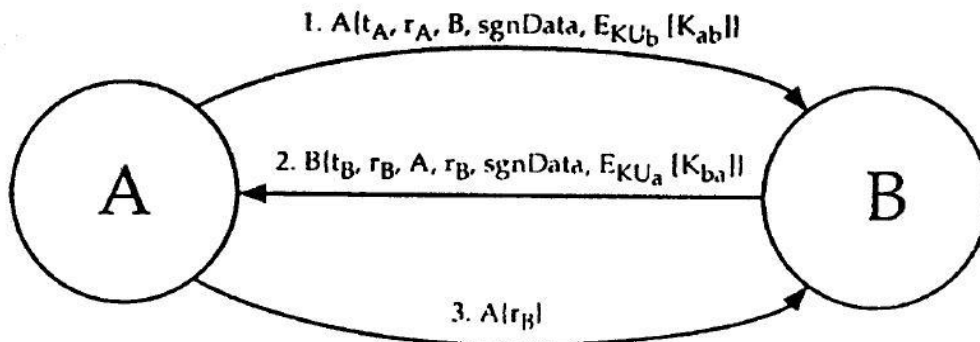 1. A{t_A, r_A, B, sgnData, E_KU_b [K_ab]}
A
2. B{t_B, r_B, A, r_B, sgnData, E_KU_a [K_ba]}
B
3. A{r_B}